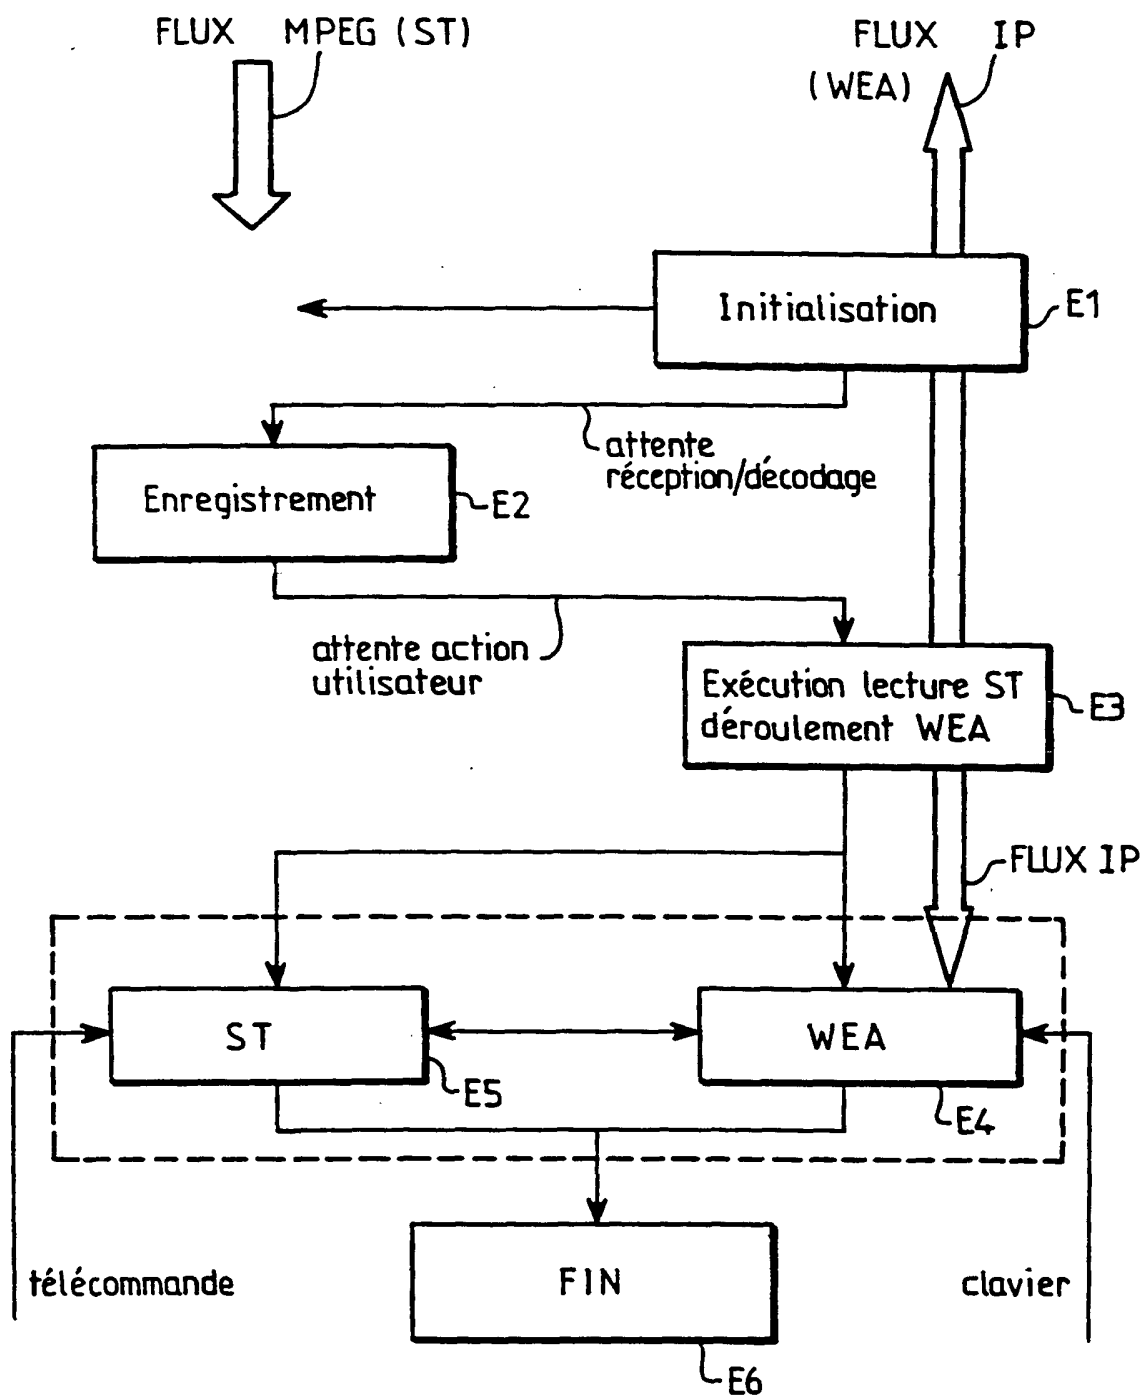 FLUX MPEG (ST)
FLUX IP
(WEA)
Initialisation
E1
attente
réception/décodage
Enregistrement
E2
attente action
utilisateur
Exécution lecture ST
déroulement WEA
E3
FLUX IP
ST
WEA
E5
E4
télécommande
FIN
clavier
E6